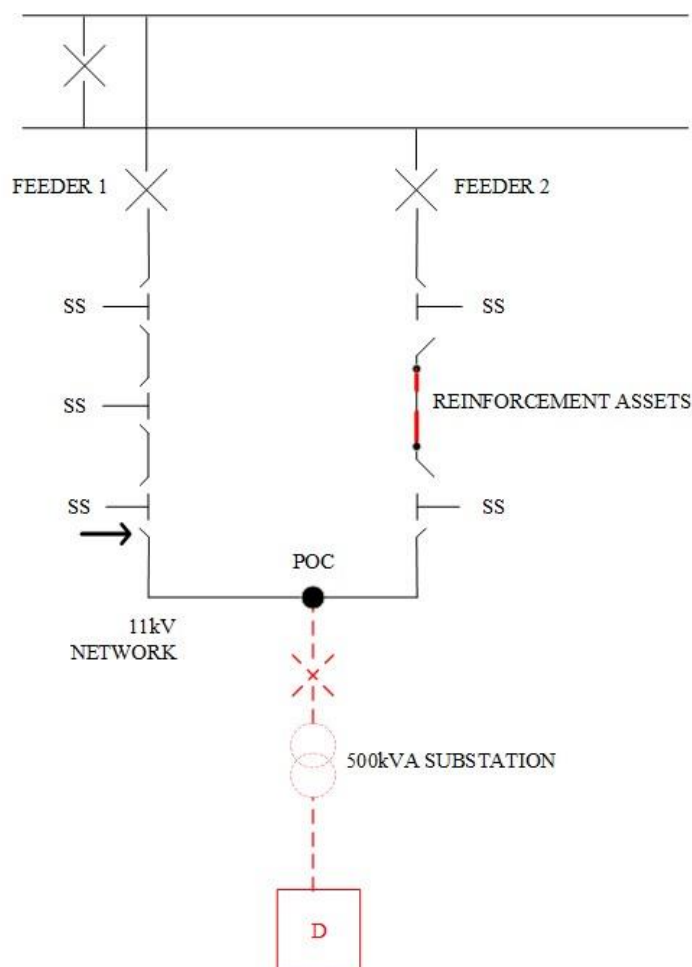 FEEDER 1
FEEDER 2
SS
SS
SS
REINFORCEMENT ASSETS
SS
SS
POC
11kV
NETWORK
500kVA SUBSTATION
D